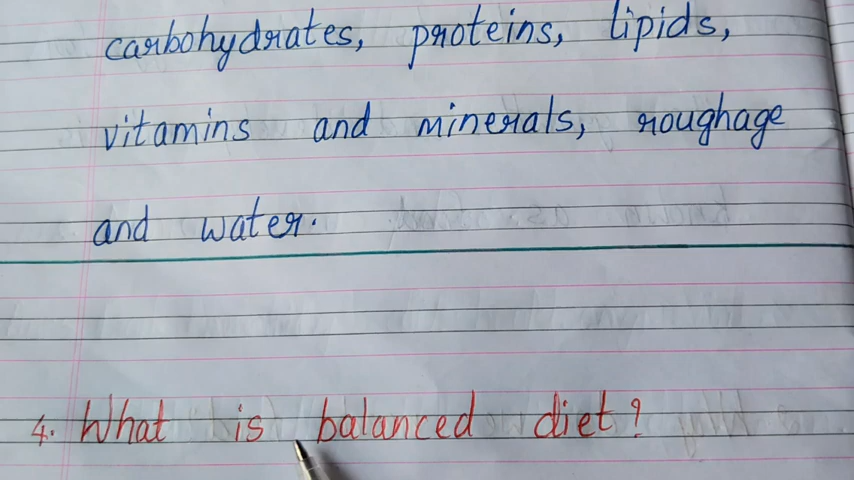 carbohydrates, proteins, lipids,
vitamins and minerals, roughage
and water.
4. What is balanced diet?